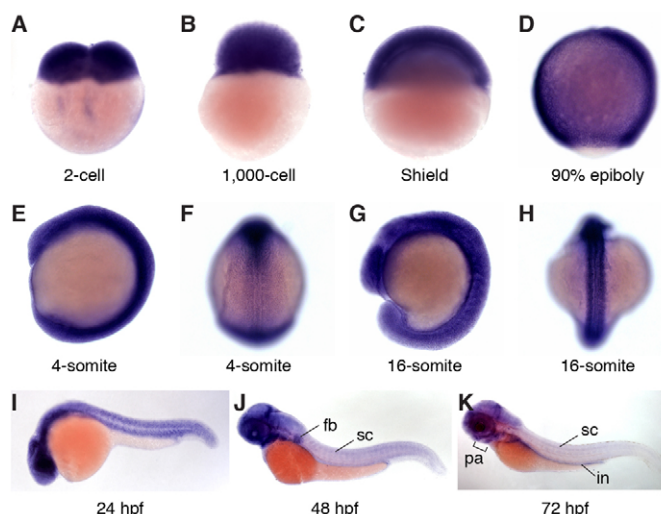 A B C D
2-cell 1,000-cell Shield 90% epiboly
E F G H
4-somite 4-somite 16-somite 16-somite
I J K
fb sc sc
pa in
24 hpf 48 hpf 72 hpf